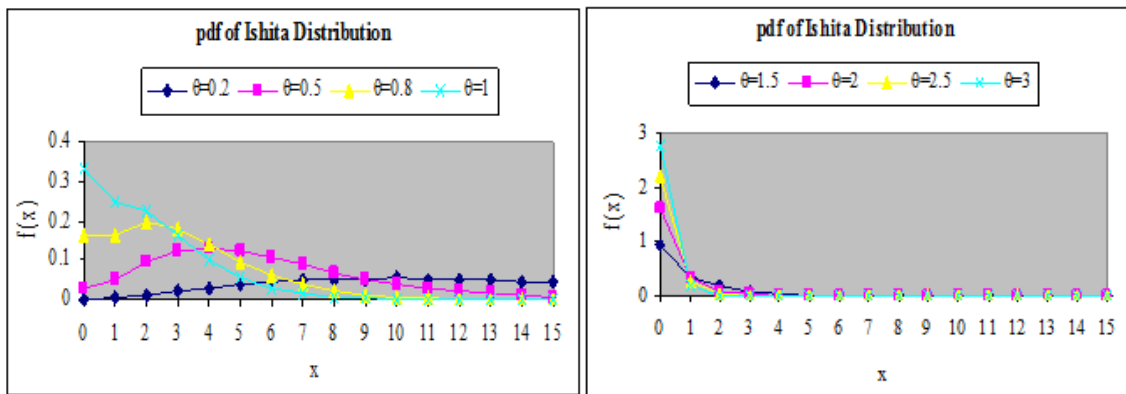 pdf of Ishita Distribution
θ=0.2 θ=0.5 θ=0.8 θ=1
0.4
0.3
0.2
0.1
0
f(x)
0 1 2 3 4 5 6 7 8 9 10 11 12 13 14 15
x
pdf of Ishita Distribution
θ=1.5 θ=2 θ=2.5 θ=3
3
2
1
0
f(x)
0 1 2 3 4 5 6 7 8 9 10 11 12 13 14 15
x